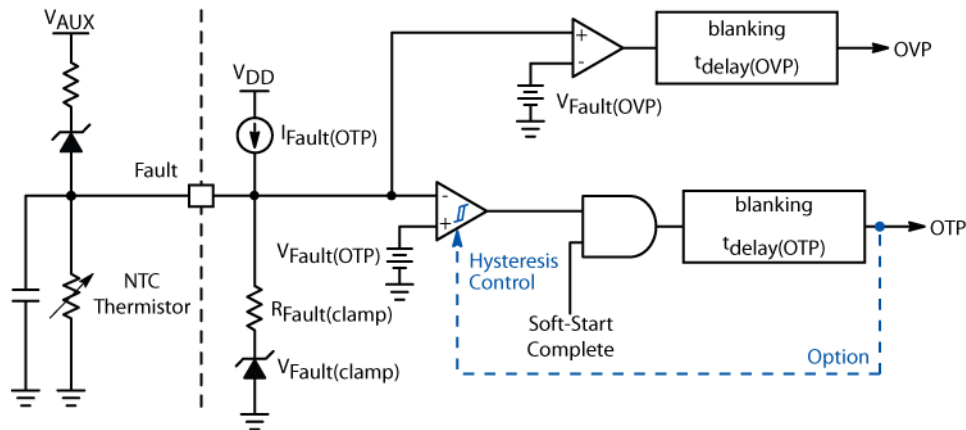 VAUX
VDD
IFault(OTP)
Fault
NTC
Thermistor
RFault(clamp)
VFault(clamp)
+
-
VFault(OVP)
blanking
tdelay(OVP)
OVP
-
+
VFault(OTP)
Hysteresis
Control
Soft-Start
Complete
blanking
tdelay(OTP)
OTP
Option